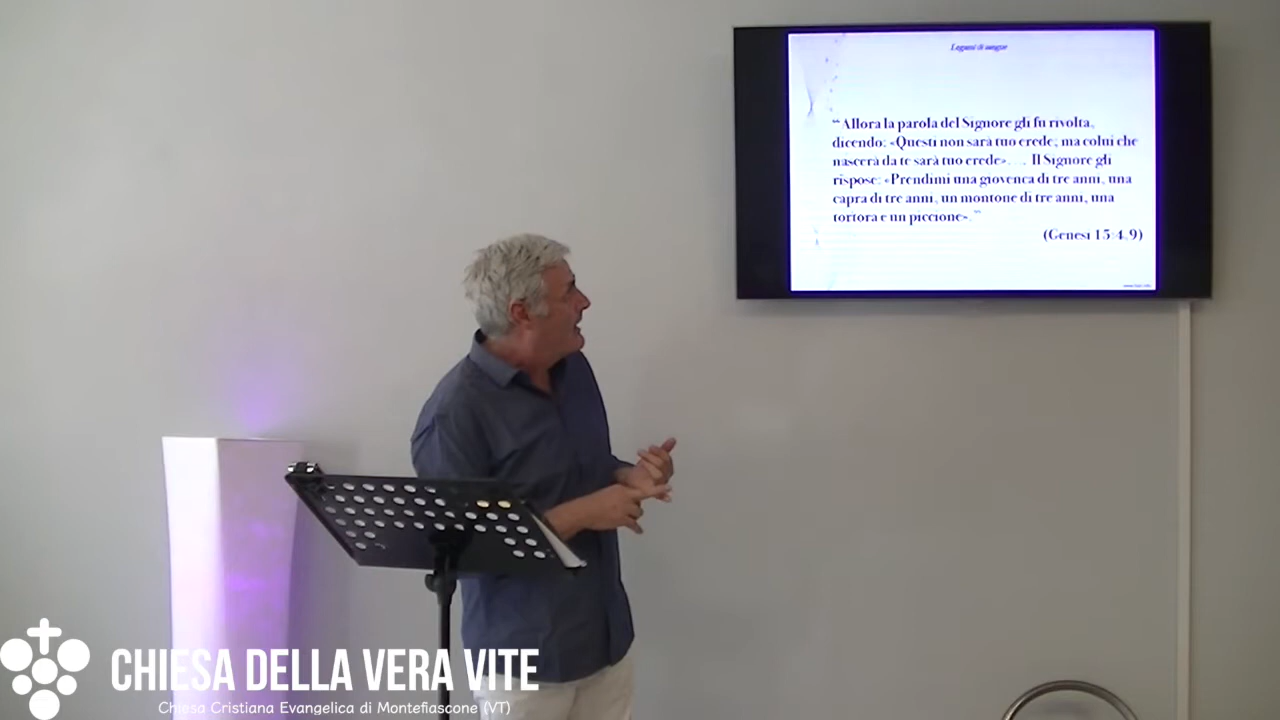 Legami di sangue
“Allora la parola del Signore gli fu rivolta,
dicendo: «Questi non sarà tuo erede; ma colui che
nascerà da te sarà tuo erede». … Il Signore gli
rispose: «Prendimi una giovenca di tre anni, una
capra di tre anni, un montone di tre anni, una
tortora e un piccione».”
(Genesi 15:4,9)
CHIESA DELLA VERA VITE
Chiesa Cristiana Evangelica di Montefiascone (VT)